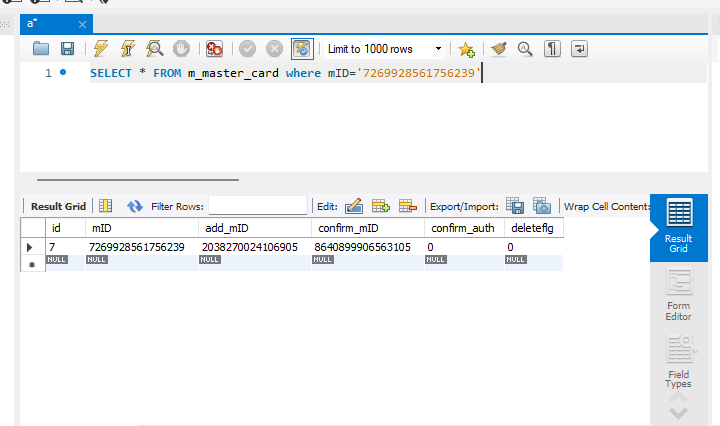 a*
Limit to 1000 rows
1 SELECT * FROM m_master_card where mID='7269928561756239'
Result Grid Filter Rows: Edit: Export/Import: Wrap Cell Content:
id mID add_mID confirm_mID confirm_auth deleteflg
7 7269928561756239 2038270024106905 8640899906563105 0 0
NULL NULL NULL NULL NULL NULL
Result
Grid
Form
Editor
Field
Types